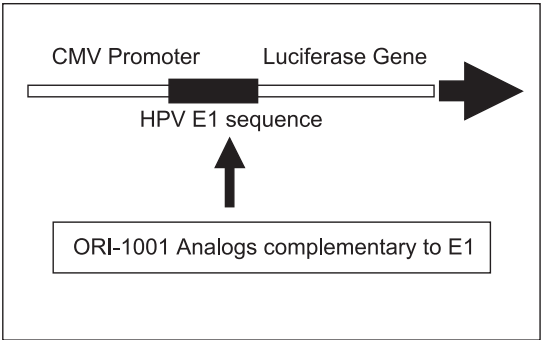 CMV Promoter Luciferase Gene
HPV E1 sequence
ORI-1001 Analogs complementary to E1